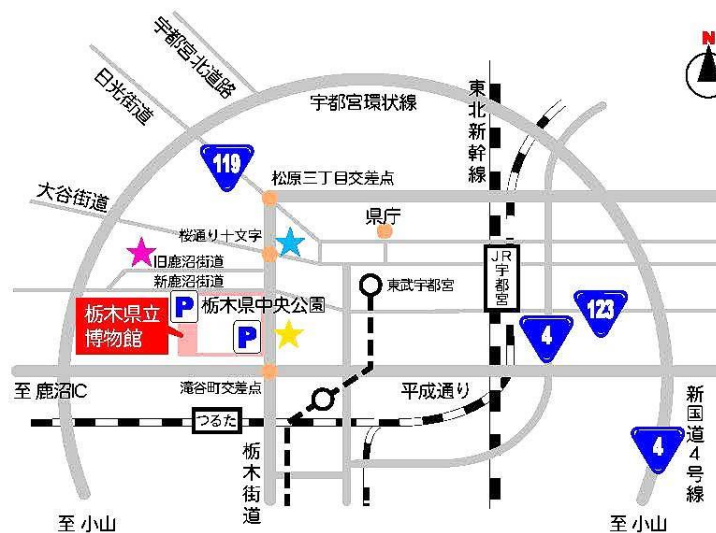 N
宇都宮北道路
日光街道
宇都宮環状線
東北新幹線
119
大谷街道
松原三丁目交差点
県庁
桜通り十文字
旧鹿沼街道
新鹿沼街道
JR宇都宮
東武宇都宮
P
栃木県中央公園
栃木県立
博物館
P
123
4
至 鹿沼IC
滝谷町交差点
平成通り
つるた
栃木街道
新国道4号線
4
至 小山
至 小山